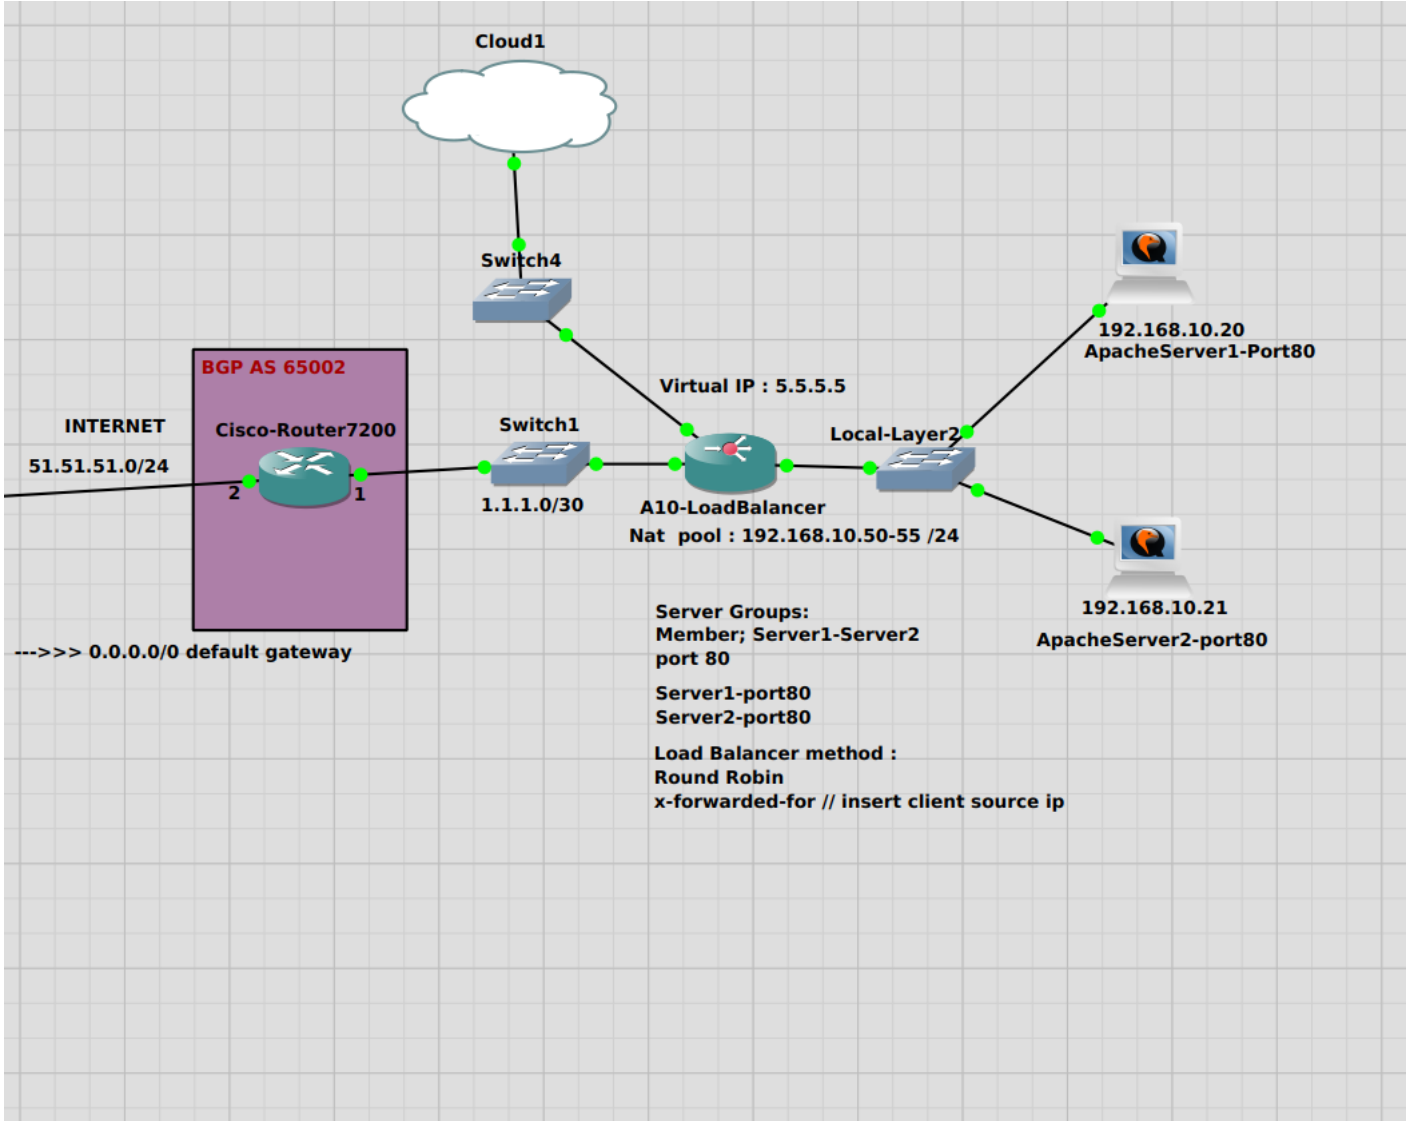 Cloud1
Switch4
192.168.10.20
ApacheServer1-Port80
BGP AS 65002
Virtual IP : 5.5.5.5
INTERNET
Cisco-Router7200
Switch1
Local-Layer2
51.51.51.0/24
2
1
1.1.1.0/30
A10-LoadBalancer
Nat  pool : 192.168.10.50-55 /24
192.168.10.21
ApacheServer2-port80
--->>> 0.0.0.0/0 default gateway
Server Groups:
Member; Server1-Server2
port 80
Server1-port80
Server2-port80
Load Balancer method :
Round Robin
x-forwarded-for // insert client source ip